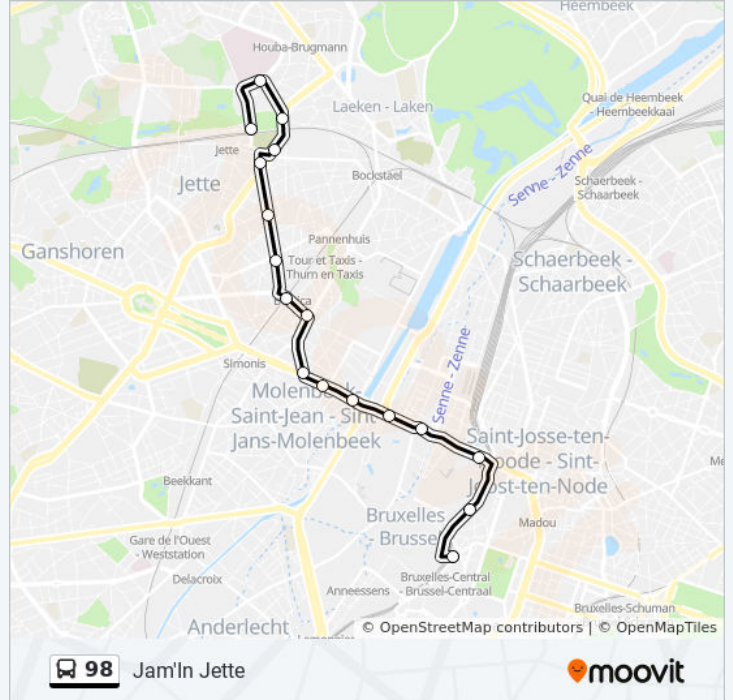 Heembeek
Houba-Brugmann
Quai de Heembeek
- Heembeekkaai
Laeken - Laken
Jette
Bockstael
Senne - Zenne
Schaerbeek -
Schaarbeek
Jette
Ganshoren
Pannenhuis
Tour et Taxis -
Thurn en Taxis
Schaerbeek -
Schaarbeek
Simonis
Senne - Zenne
Molenbeek-
Saint-Jean - Sint-
Jans-Molenbeek
Saint-Josse-ten-
Noode - Sint-
Joost-ten-Node
Beekkant
Bruxelles
- Brussel
Madou
Gare de l'Ouest
- Weststation
Delacroix
Bruxelles-Central
- Brussel-Centraal
Anneessens
Bruxelles-Schuman
Anderlecht
© OpenStreetMap contributors | © OpenMapTiles
98 Jam'In Jette
moovit